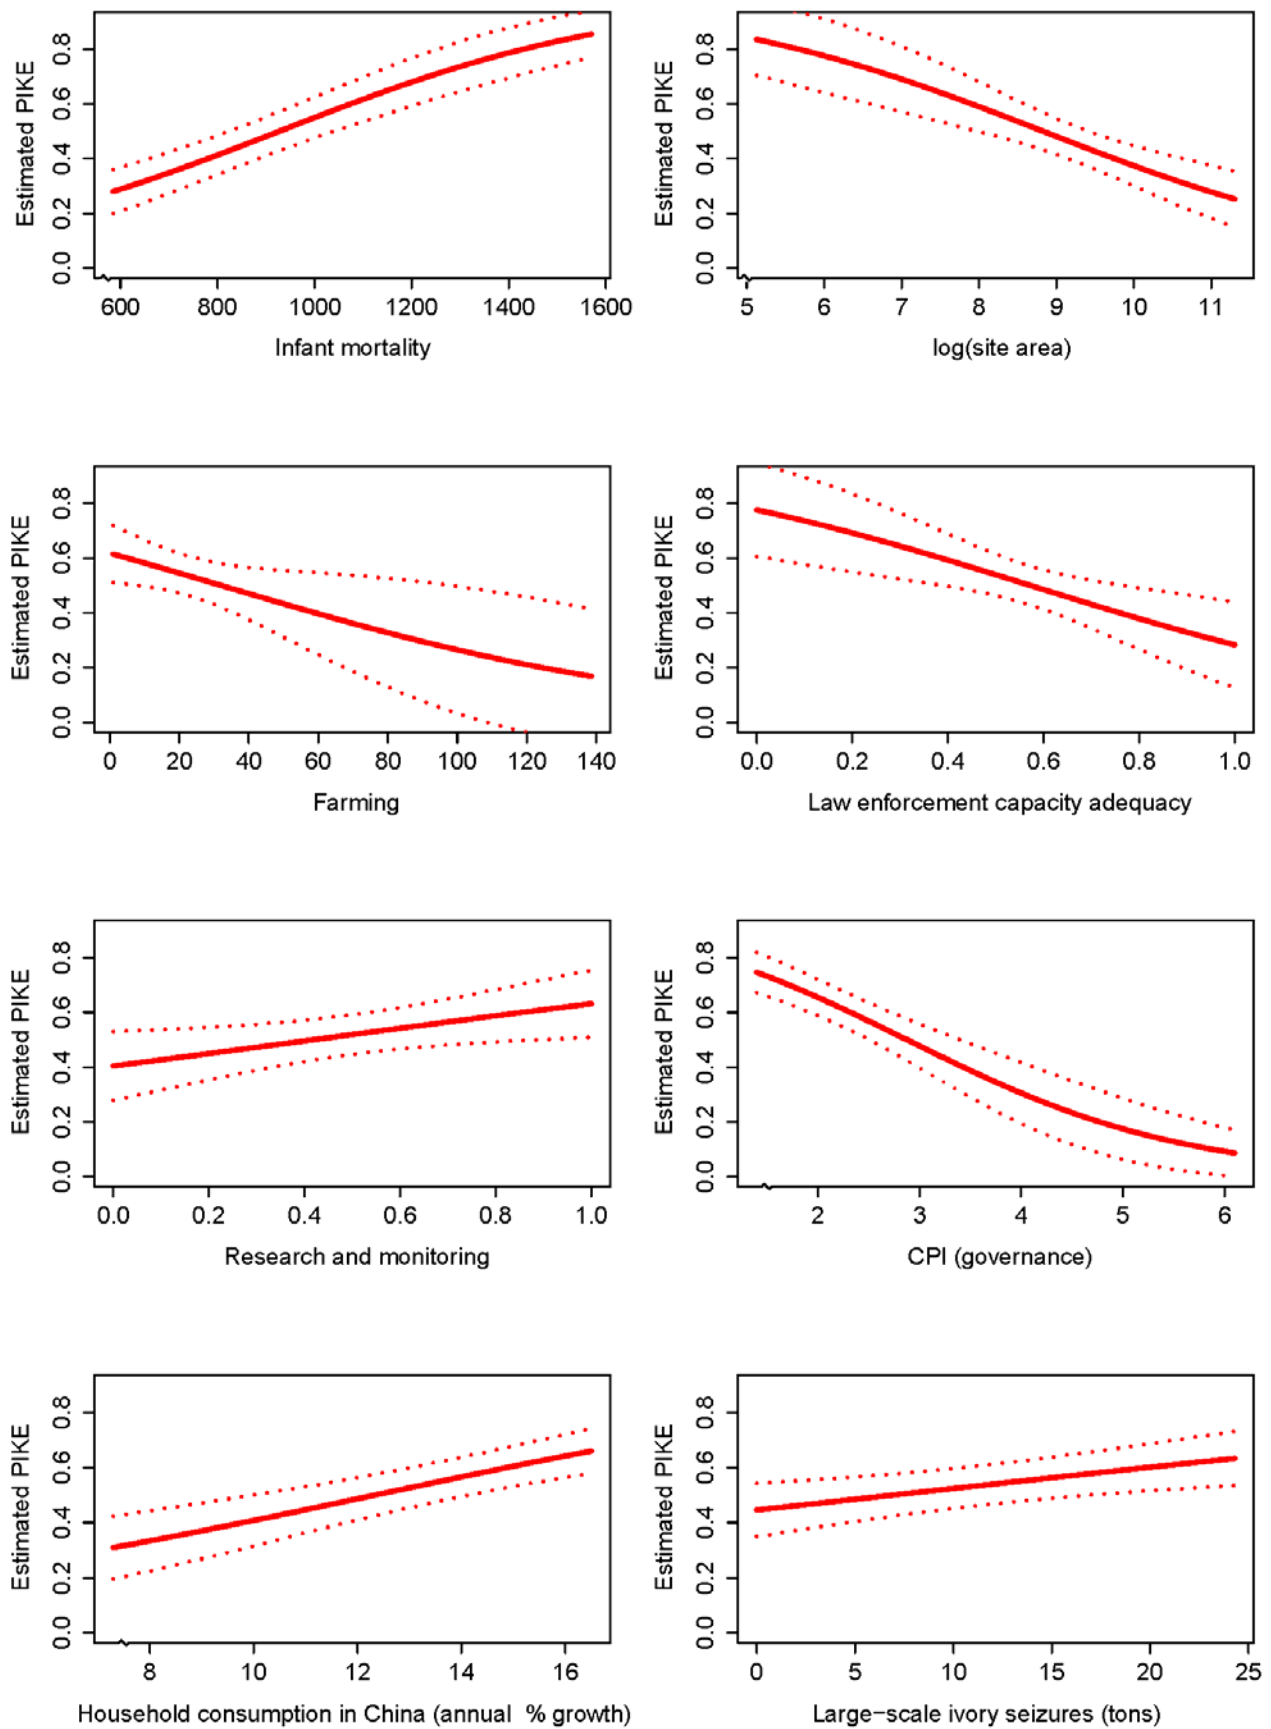 Estimated PIKE
0.0 0.2 0.4 0.6 0.8
600 800 1000 1200 1400 1600
Infant mortality
Estimated PIKE
0.0 0.2 0.4 0.6 0.8
5 6 7 8 9 10 11
log(site area)
Estimated PIKE
0.0 0.2 0.4 0.6 0.8
0 20 40 60 80 100 120 140
Farming
Estimated PIKE
0.0 0.2 0.4 0.6 0.8
0.0 0.2 0.4 0.6 0.8 1.0
Law enforcement capacity adequacy
Estimated PIKE
0.0 0.2 0.4 0.6 0.8
0.0 0.2 0.4 0.6 0.8 1.0
Research and monitoring
Estimated PIKE
0.0 0.2 0.4 0.6 0.8
2 3 4 5 6
CPI (governance)
Estimated PIKE
0.0 0.2 0.4 0.6 0.8
8 10 12 14 16
Household consumption in China (annual % growth)
Estimated PIKE
0.0 0.2 0.4 0.6 0.8
0 5 10 15 20 25
Large−scale ivory seizures (tons)